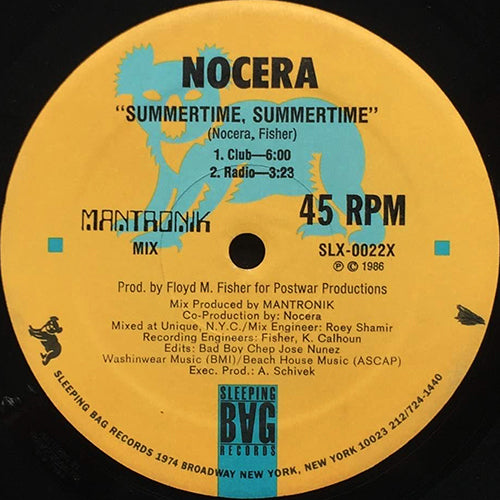 NOCERA
"SUMMERTIME, SUMMERTIME"
(Nocera, Fisher)
1. Club—6:00
2. Radio—3:23
MANTRONIK
MIX
45 RPM
SLX-0022X
Ⓟ © 1986
Prod. by Floyd M. Fisher for Postwar Productions
Mix Produced by MANTRONIK
Co-Production by: Nocera
Mixed at Unique, N.Y.C./Mix Engineer: Roey Shamir
Recording Engineers: Fisher, K. Calhoun
Edits: Bad Boy Chep Jose Nunez
Washinwear Music (BMI)/Beach House Music (ASCAP)
Exec. Prod.: A. Schivek
SLEEPING
BAG
RECORDS
SLEEPING BAG RECORDS 1974 BROADWAY NEW YORK, NEW YORK 10023 212/724-1440